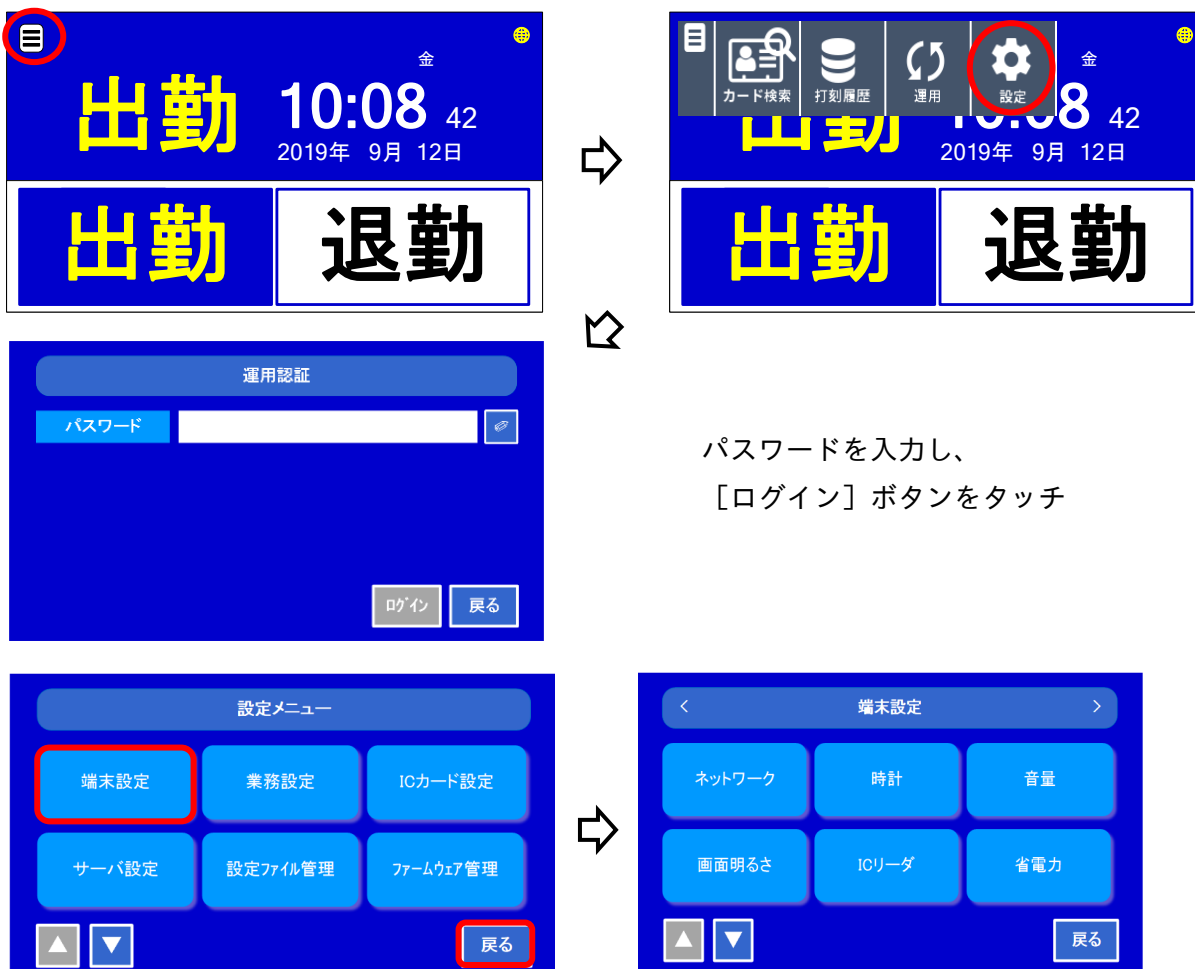 金
出勤 10:08 42
2019年 9月 12日
出勤 退勤
カード検索 打刻履歴 運用 設定
金
出勤 10:08 42
2019年 9月 12日
出勤 退勤
運用認証
パスワード
ﾛｸﾞｲﾝ 戻る
パスワードを入力し、
［ログイン］ボタンをタッチ
設定メニュー
端末設定 業務設定 ICカード設定
サーバ設定 設定ﾌｧｲﾙ管理 ﾌｧｰﾑｳｪｱ管理
▲ ▼ 戻る
< 端末設定 >
ネットワーク 時計 音量
画面明るさ ICリーダ 省電力
▲ ▼ 戻る